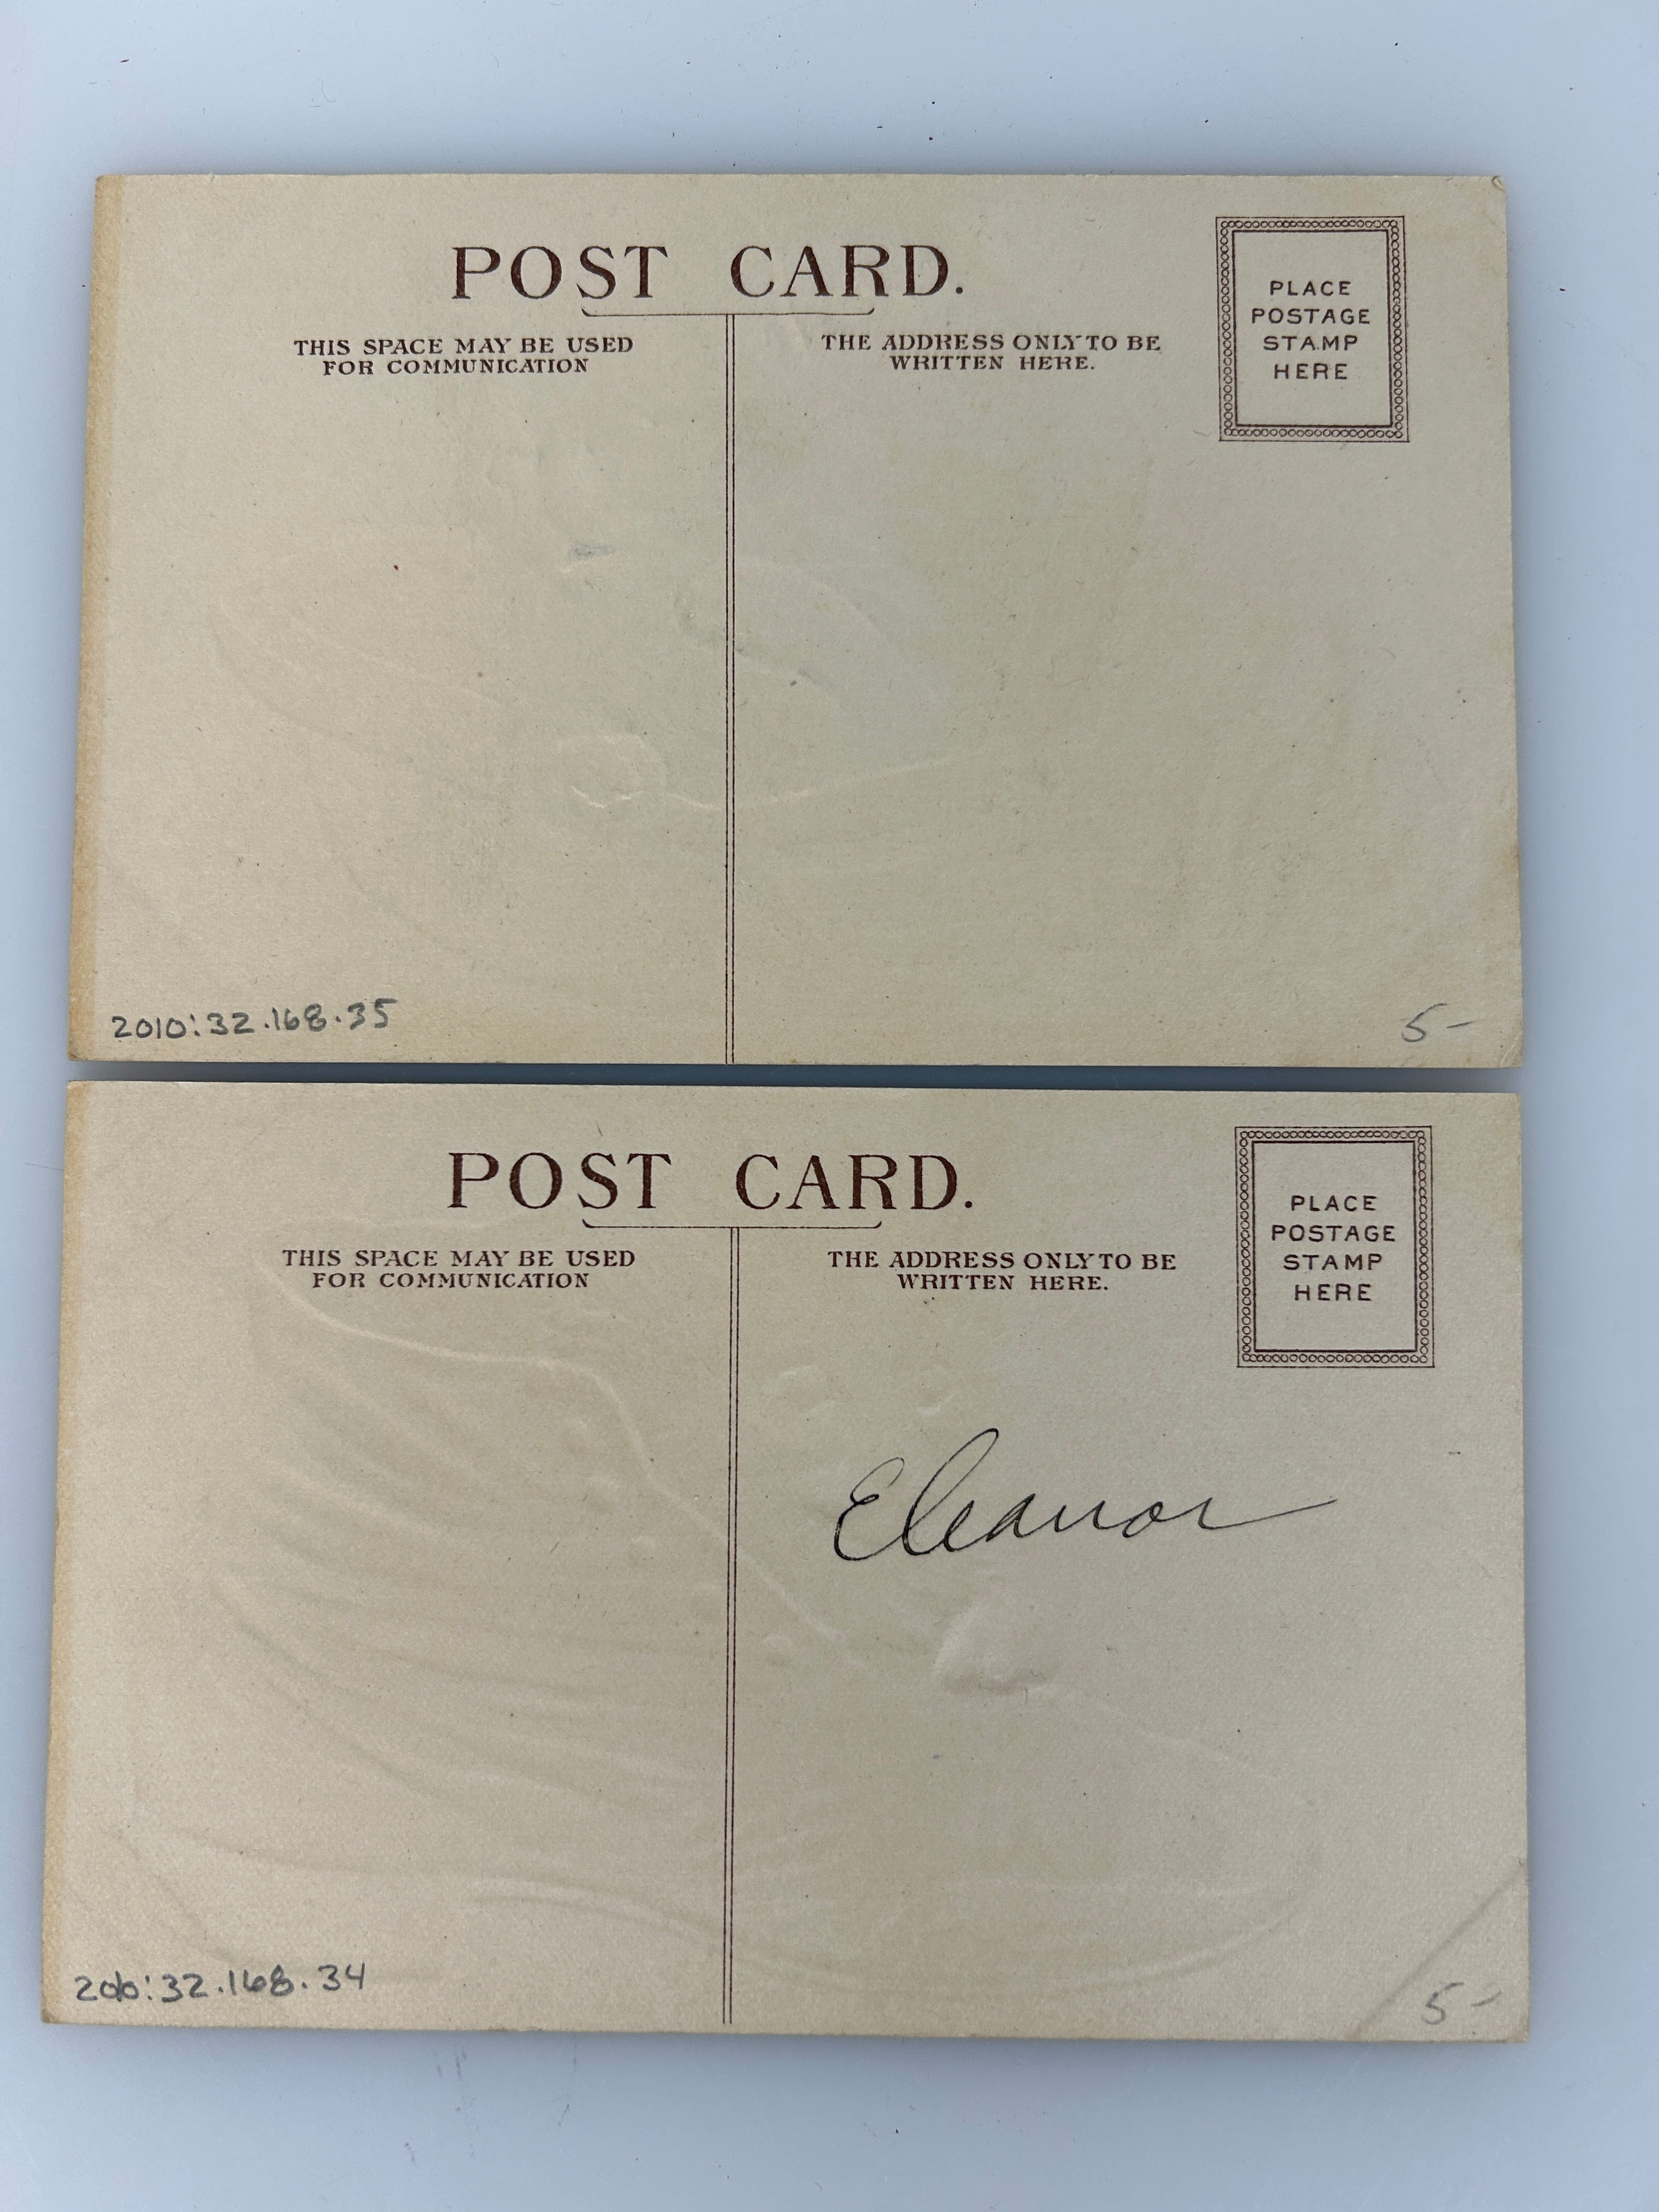 POST CARD.
THIS SPACE MAY BE USED
FOR COMMUNICATION
THE ADDRESS ONLY TO BE
WRITTEN HERE.
PLACE
POSTAGE
STAMP
HERE
2010:32.168.35
5-
POST CARD.
THIS SPACE MAY BE USED
FOR COMMUNICATION
THE ADDRESS ONLY TO BE
WRITTEN HERE.
PLACE
POSTAGE
STAMP
HERE
Eleanor
2010:32.168.34
5-